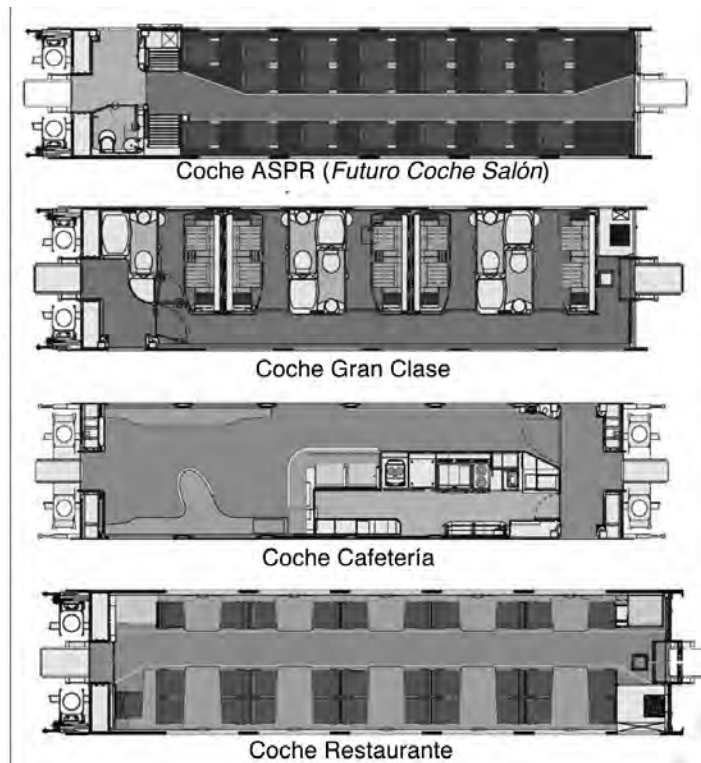 Coche ASPR (Futuro Coche Salón)
Coche Gran Clase
Coche Cafetería
Coche Restaurante